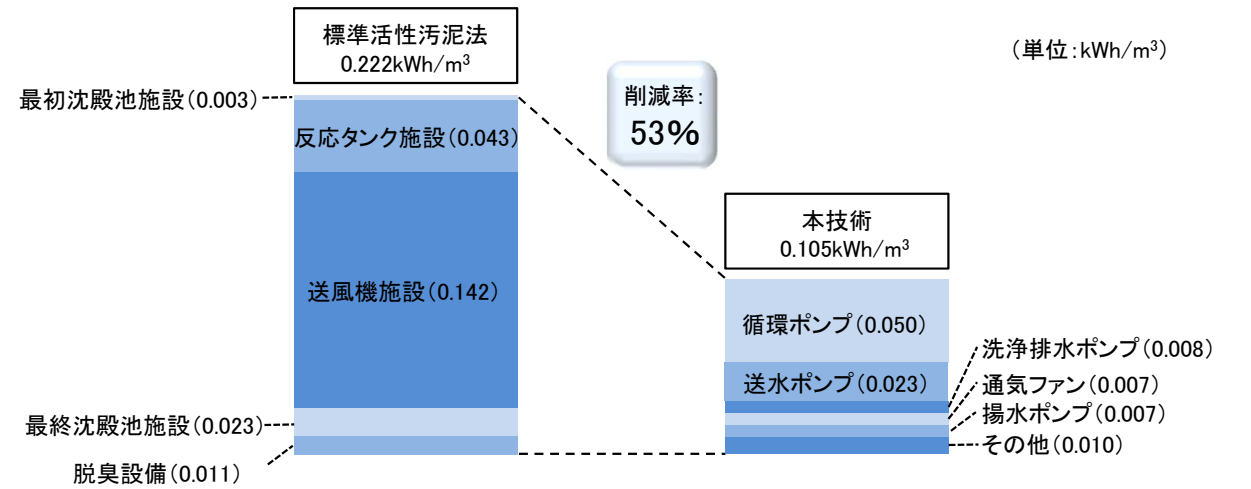 標準活性汚泥法
0.222kWh/m³
(単位:kWh/m³)
最初沈殿池施設(0.003)
反応タンク施設(0.043)
送風機施設(0.142)
最終沈殿池施設(0.023)
脱臭設備(0.011)
削減率:
53%
本技術
0.105kWh/m³
循環ポンプ(0.050)
送水ポンプ(0.023)
洗浄排水ポンプ(0.008)
通気ファン(0.007)
揚水ポンプ(0.007)
その他(0.010)